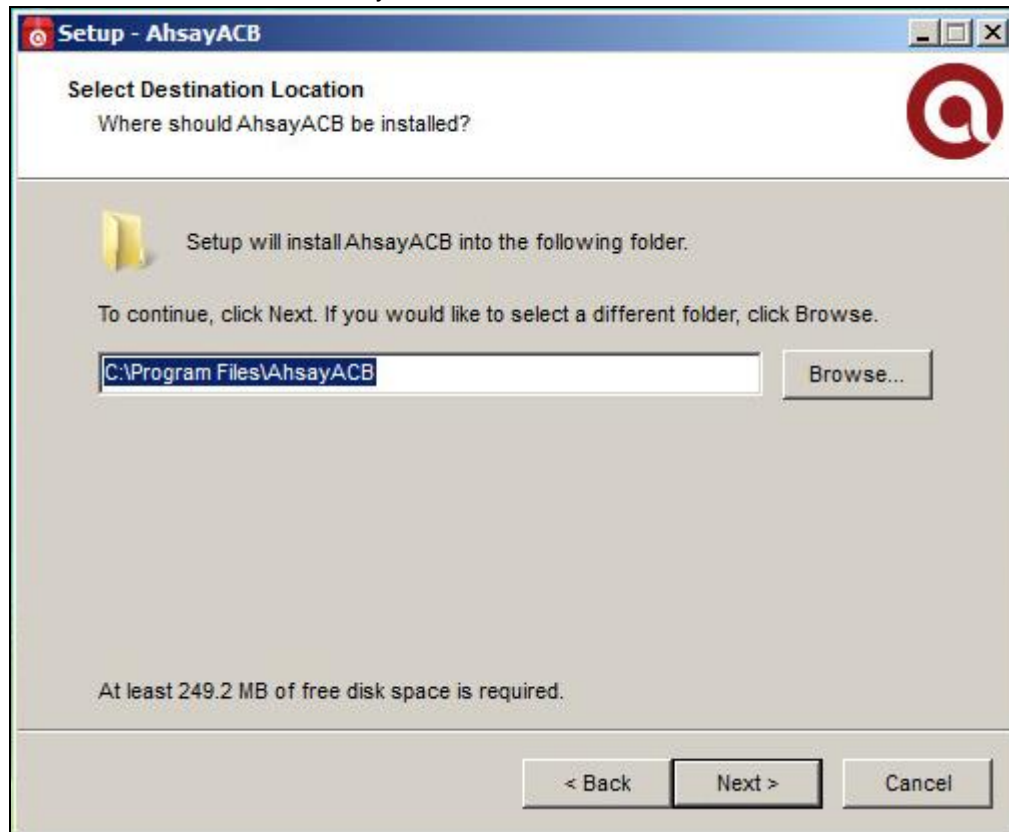 Setup - AhsayACB
Select Destination Location
Where should AhsayACB be installed?
Setup will install AhsayACB into the following folder.
To continue, click Next. If you would like to select a different folder, click Browse.
C:\Program Files\AhsayACB
Browse...
At least 249.2 MB of free disk space is required.
< Back
Next >
Cancel